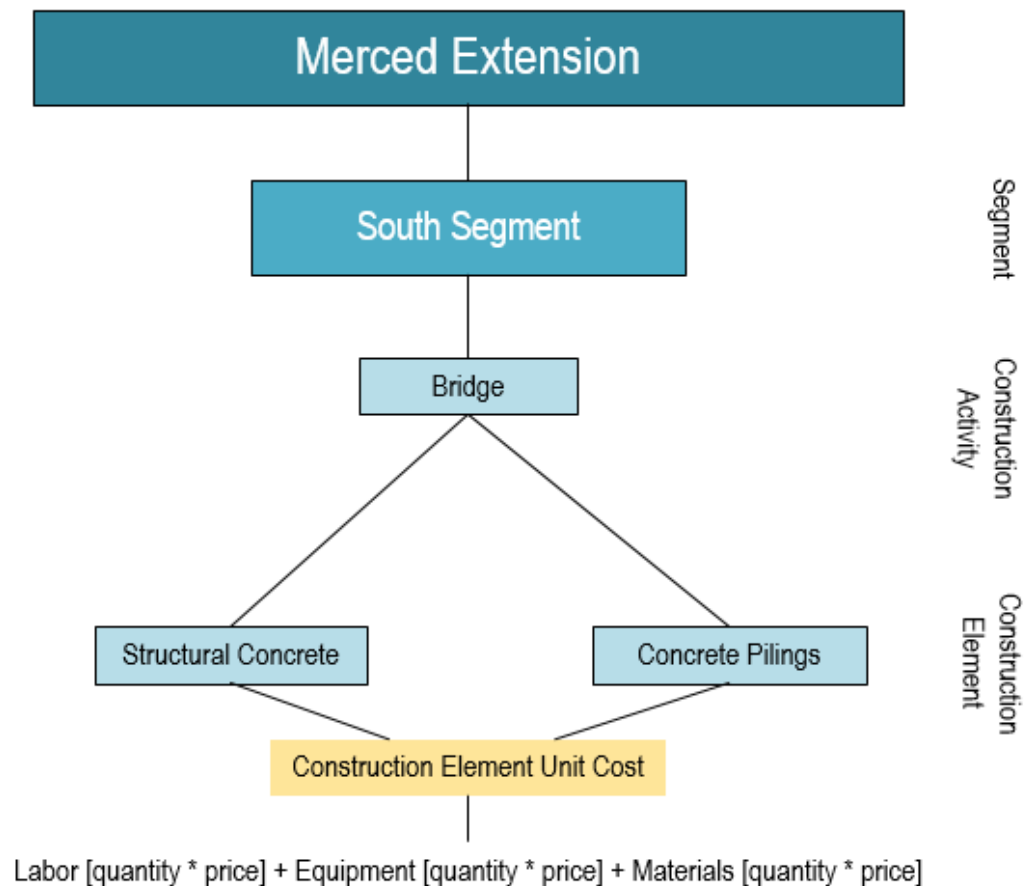 Merced Extension
South Segment
Segment
Bridge
Construction
Activity
Structural Concrete
Concrete Pilings
Construction
Element
Construction Element Unit Cost
Labor [quantity * price] + Equipment [quantity * price] + Materials [quantity * price]